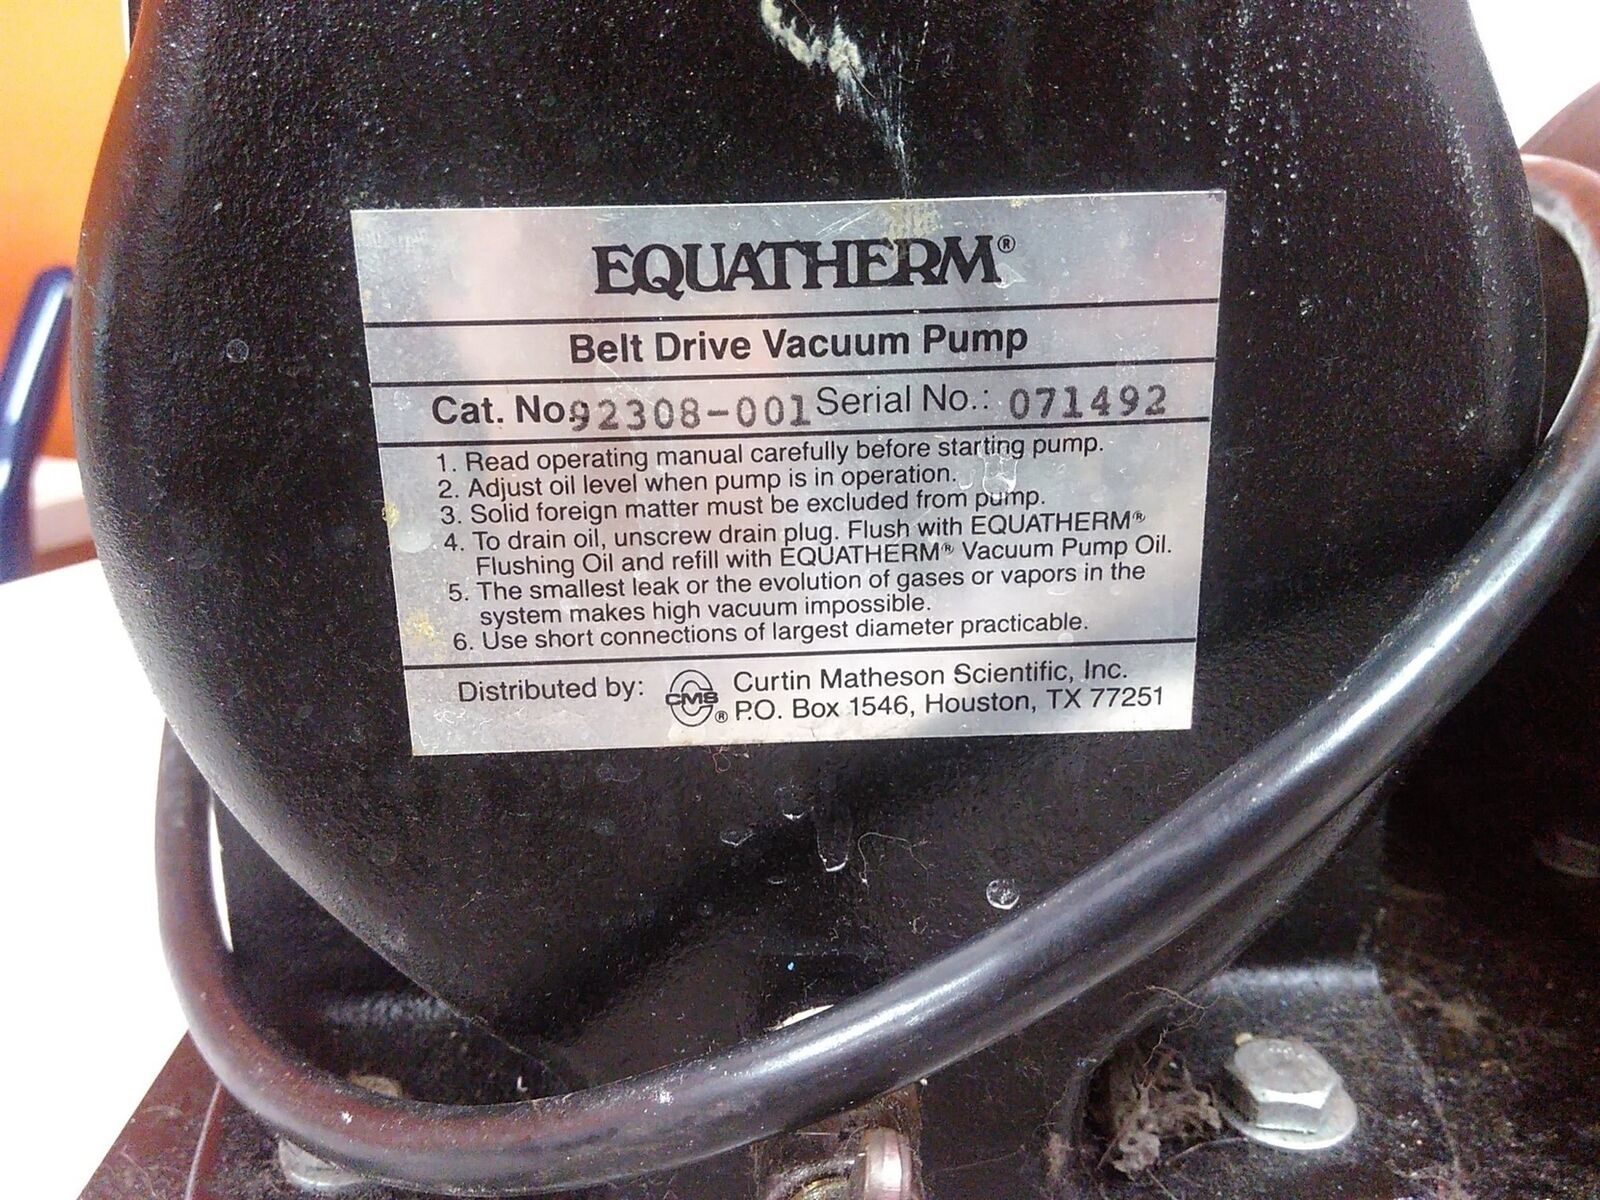 EQUATHERM®
Belt Drive Vacuum Pump
Cat. No. 92308-001 Serial No.: 071492
1. Read operating manual carefully before starting pump.
2. Adjust oil level when pump is in operation.
3. Solid foreign matter must be excluded from pump.
4. To drain oil, unscrew drain plug. Flush with EQUATHERM®
Flushing Oil and refill with EQUATHERM® Vacuum Pump Oil.
5. The smallest leak or the evolution of gases or vapors in the
system makes high vacuum impossible.
6. Use short connections of largest diameter practicable.
Distributed by: CMS® Curtin Matheson Scientific, Inc.
P.O. Box 1546, Houston, TX 77251